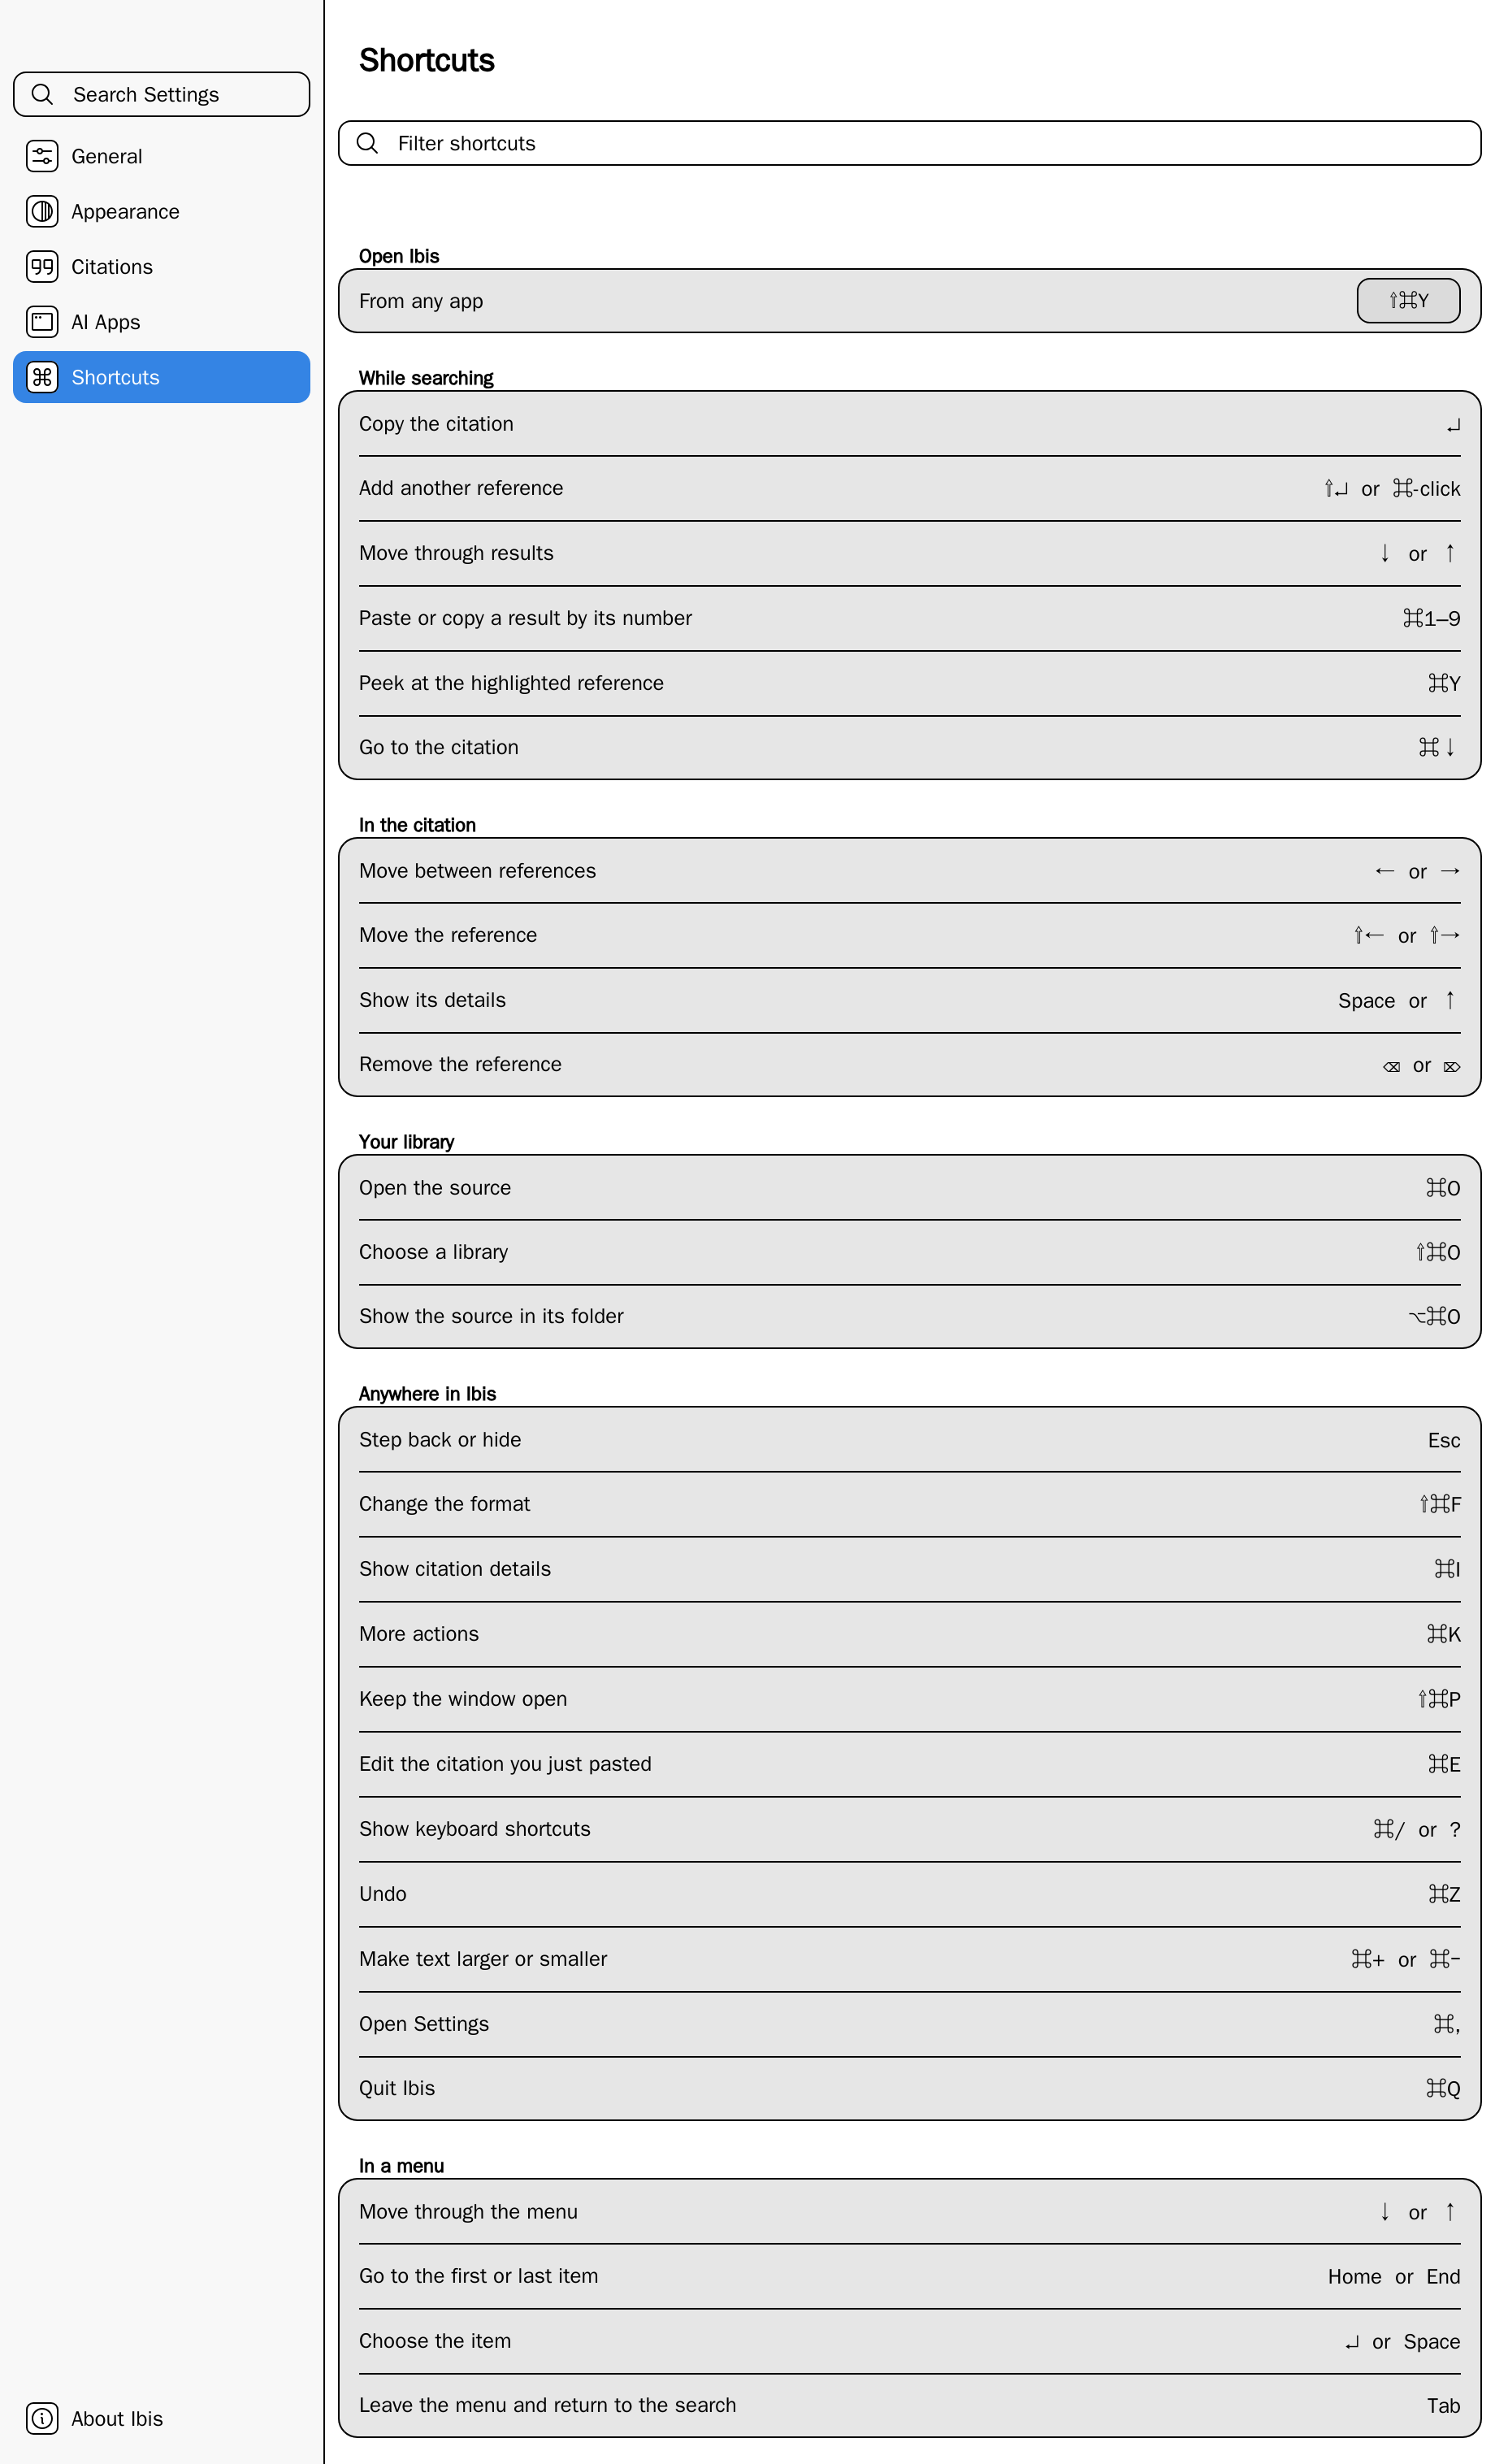 Search Settings
General
Appearance
Citations
AI Apps
Shortcuts
About Ibis
Shortcuts
Filter shortcuts
Open Ibis
From any app ⇧⌘Y
While searching
Copy the citation ↵
Add another reference ⇧↵ or ⌘-click
Move through results ↓ or ↑
Paste or copy a result by its number ⌘1–9
Peek at the highlighted reference ⌘Y
Go to the citation ⌘↓
In the citation
Move between references ← or →
Move the reference ⇧← or ⇧→
Show its details Space or ↑
Remove the reference ⌫ or ⌦
Your library
Open the source ⌘O
Choose a library ⇧⌘O
Show the source in its folder ⌥⌘O
Anywhere in Ibis
Step back or hide Esc
Change the format ⇧⌘F
Show citation details ⌘I
More actions ⌘K
Keep the window open ⇧⌘P
Edit the citation you just pasted ⌘E
Show keyboard shortcuts ⌘/ or ?
Undo ⌘Z
Make text larger or smaller ⌘+ or ⌘−
Open Settings ⌘,
Quit Ibis ⌘Q
In a menu
Move through the menu ↓ or ↑
Go to the first or last item Home or End
Choose the item ↵ or Space
Leave the menu and return to the search Tab